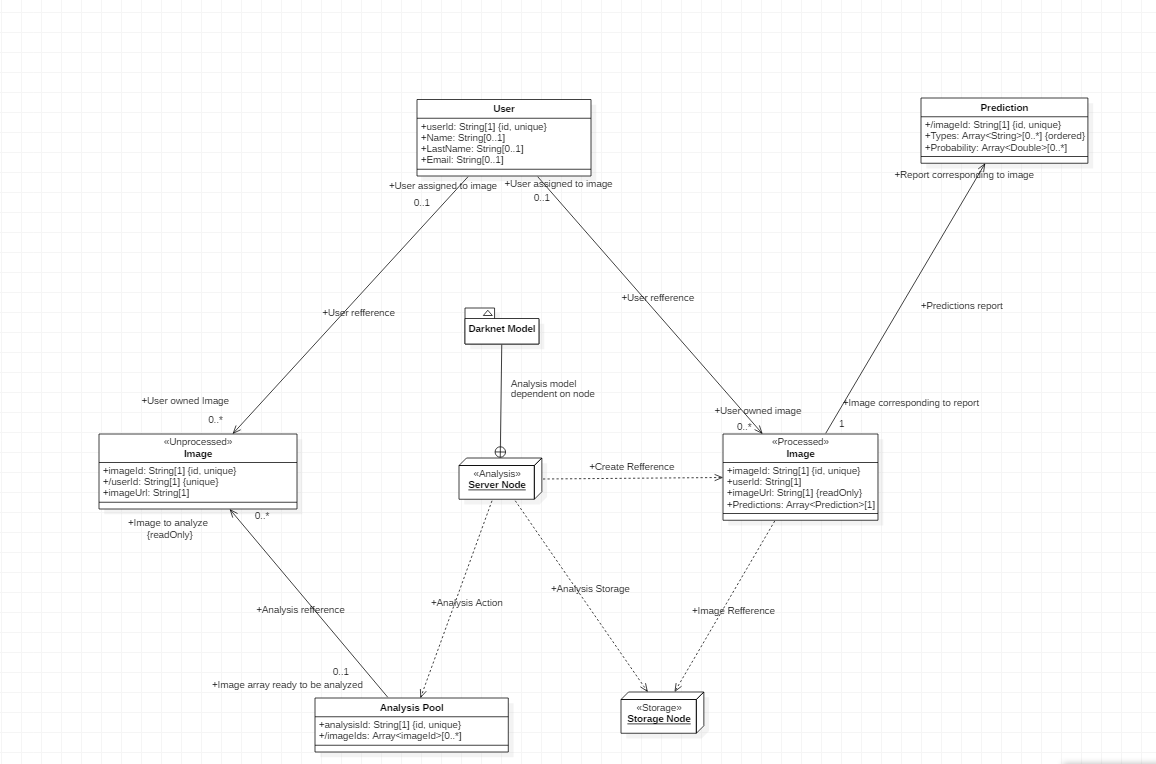 User
+userId: String[1] {id, unique}
+Name: String[0..1]
+LastName: String[0..1]
+Email: String[0..1]
Prediction
+/imageId: String[1] {id, unique}
+Types: Array<String>[0..*] {ordered}
+Probability: Array<Double>[0..*]
+User assigned to image
0..1
+User assigned to image
0..1
+Report corresponding to image
+User refference
+User refference
+Predictions report
Darknet Model
Analysis model
dependent on node
+User owned Image
0..*
+User owned image
0..*
+Image corresponding to report
1
«Unprocessed»
Image
+imageId: String[1] {id, unique}
+/userId: String[1] {unique}
+imageUrl: String[1]
«Analysis»
Server Node
+Create Refference
«Processed»
Image
+imageId: String[1] {id, unique}
+userId: String[1]
+imageUrl: String[1] {readOnly}
+Predictions: Array<Prediction>[1]
+Image to analyze
{readOnly}
0..*
+Analysis refference
+Analysis Action
+Analysis Storage
+Image Refference
0..1
+Image array ready to be analyzed
Analysis Pool
+analysisId: String[1] {id, unique}
+/imageIds: Array<imageId>[0..*]
«Storage»
Storage Node